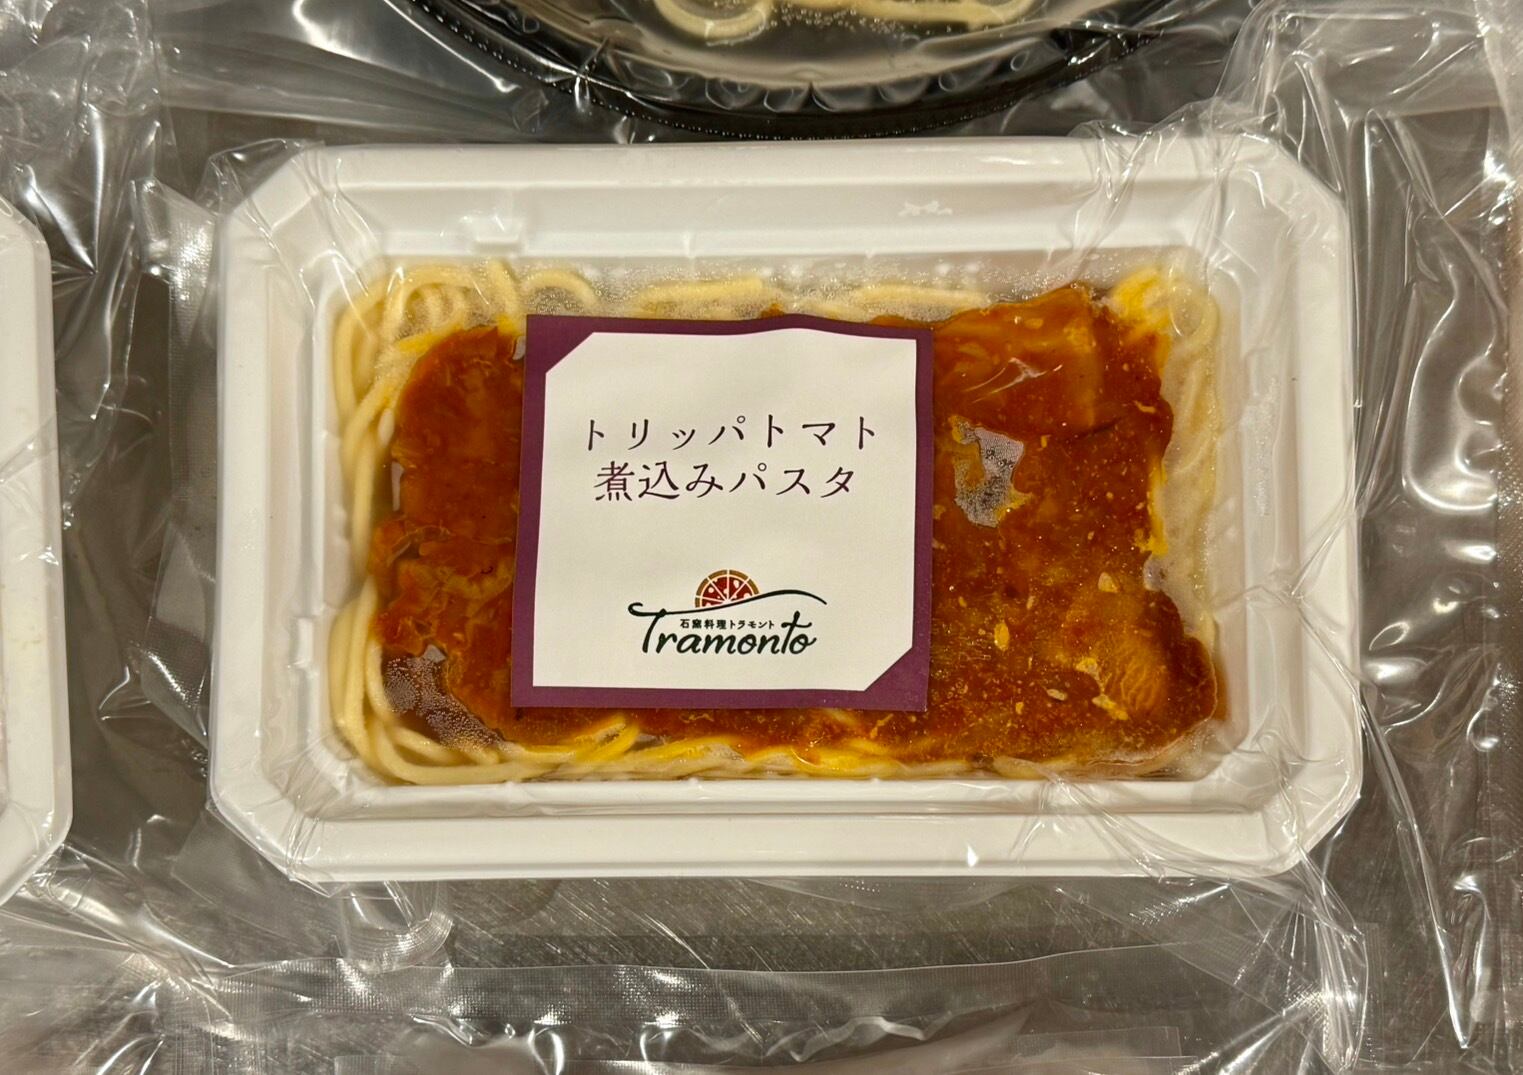 トリッパトマト
煮込みパスタ
石窯料理トラモント
Tramonto